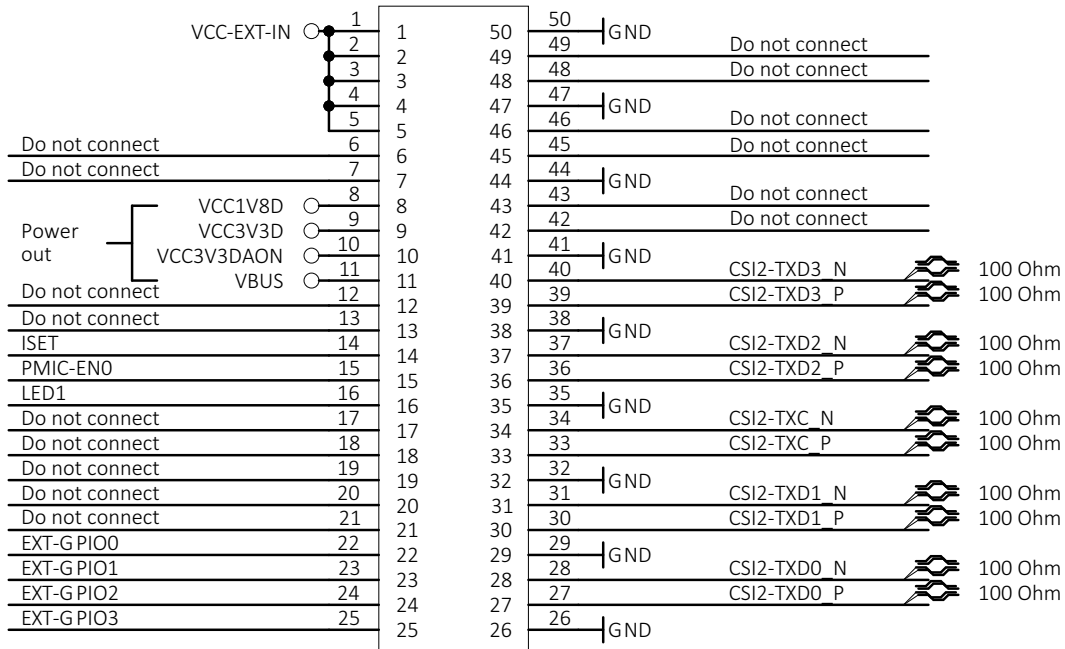 1 50
VCC-EXT-IN 1 50 GND
2 49 Do not connect
2 49
3 48 Do not connect
3 48
4 47
4 47 GND
5 46 Do not connect
5 46
Do not connect 6 45 Do not connect
6 45
Do not connect 7 44
7 44 GND
8 43 Do not connect
VCC1V8D 8 43
9 42 Do not connect
Power VCC3V3D 9 42
10 41
out VCC3V3DAON 10 41 GND
11 40 CSI2-TXD3_N 100 Ohm
VBUS 11 40
Do not connect 12 39 CSI2-TXD3_P 100 Ohm
12 39
Do not connect 13 38
13 38 GND
ISET 14 37 CSI2-TXD2_N 100 Ohm
14 37
PMIC-EN0 15 36 CSI2-TXD2_P 100 Ohm
15 36
LED1 16 35
16 35 GND
Do not connect 17 34 CSI2-TXC_N 100 Ohm
17 34
Do not connect 18 33 CSI2-TXC_P 100 Ohm
18 33
Do not connect 19 32
19 32 GND
Do not connect 20 31 CSI2-TXD1_N 100 Ohm
20 31
Do not connect 21 30 CSI2-TXD1_P 100 Ohm
21 30
EXT-GPIO0 22 29
22 29 GND
EXT-GPIO1 23 28 CSI2-TXD0_N 100 Ohm
23 28
EXT-GPIO2 24 27 CSI2-TXD0_P 100 Ohm
24 27
EXT-GPIO3 25 26
25 26 GND